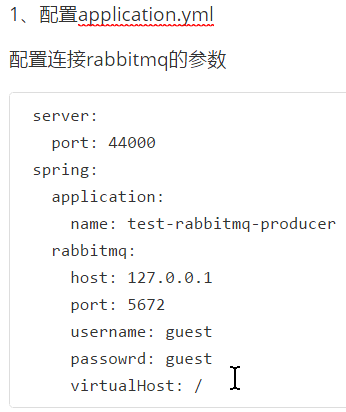 1、配置application.yml
配置连接rabbitmq的参数
server:
  port: 44000
spring:
  application:
    name: test-rabbitmq-producer
  rabbitmq:
    host: 127.0.0.1
    port: 5672
    username: guest
    passowrd: guest
    virtualHost: /